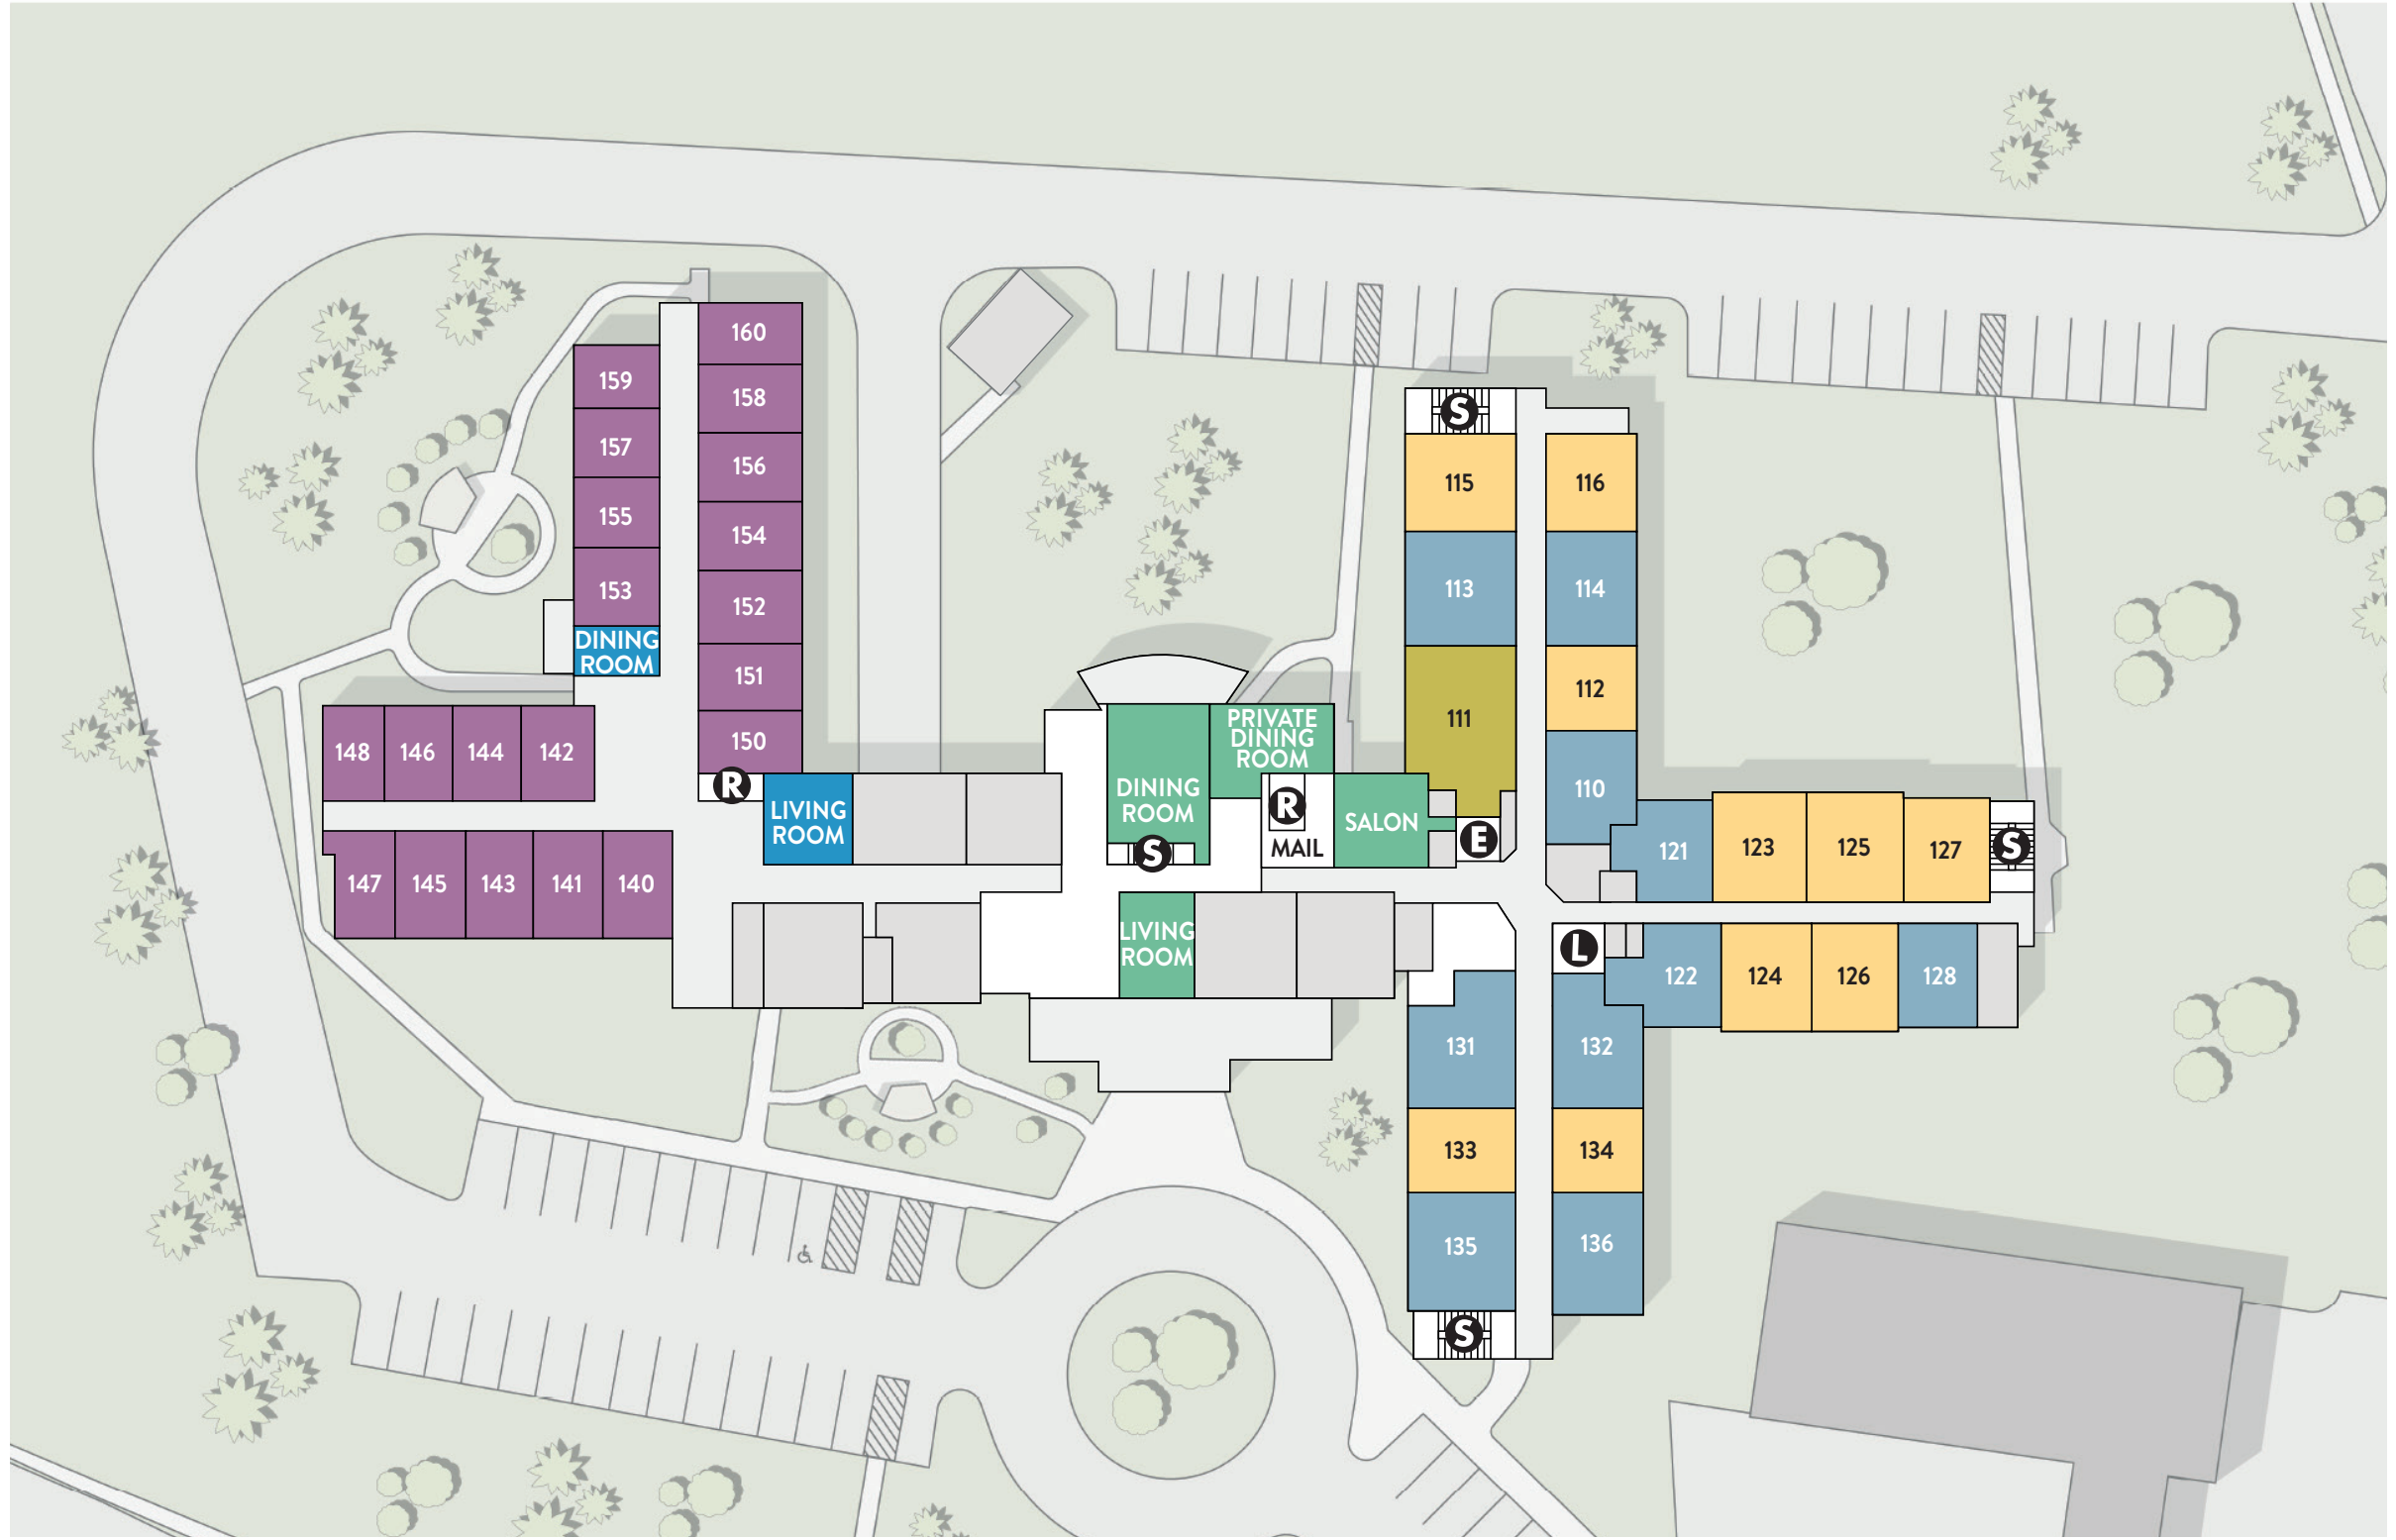 160
159
158
157
156
155
154
153
152
DINING
ROOM
151
150
148
146
144
142
R
LIVING
ROOM
147
145
143
141
140
PRIVATE
DINING
ROOM
DINING
ROOM
S
R
MAIL
SALON
E
LIVING
ROOM
S
115
116
113
114
112
111
110
121
123
125
127
S
L
122
124
126
128
131
132
133
134
135
136
S